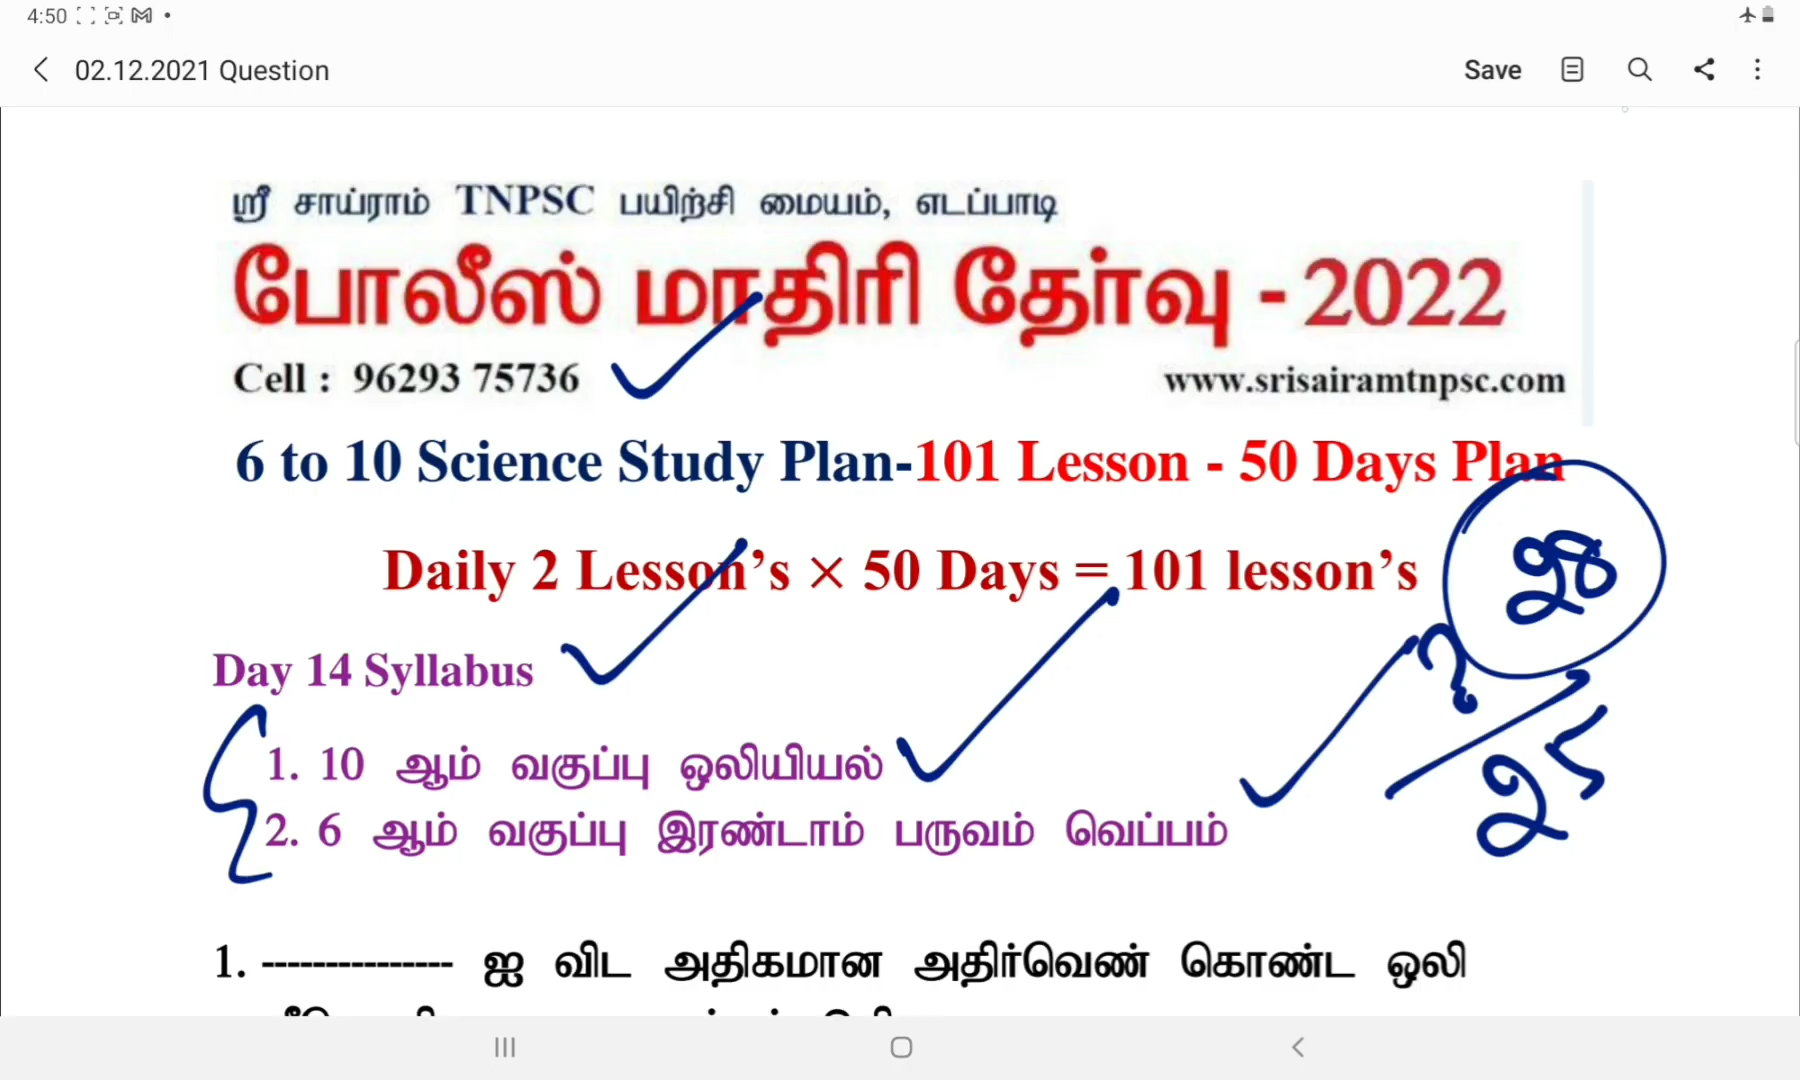 4:50
02.12.2021 Question
Save
ஸ்ரீ சாய்ராம் TNPSC பயிற்சி மையம், எடப்பாடி
போலீஸ் மாதிரி தேர்வு - 2022
Cell : 96293 75736
www.srisairamtnpsc.com
6 to 10 Science Study Plan-101 Lesson - 50 Days Plan
Daily 2 Lesson's × 50 Days = 101 lesson's
28
Day 14 Syllabus
25
1. 10 ஆம் வகுப்பு ஒலியியல்
2. 6 ஆம் வகுப்பு இரண்டாம் பருவம் வெப்பம்
1. --------------- ஐ விட அதிகமான அதிர்வெண் கொண்ட ஒலி